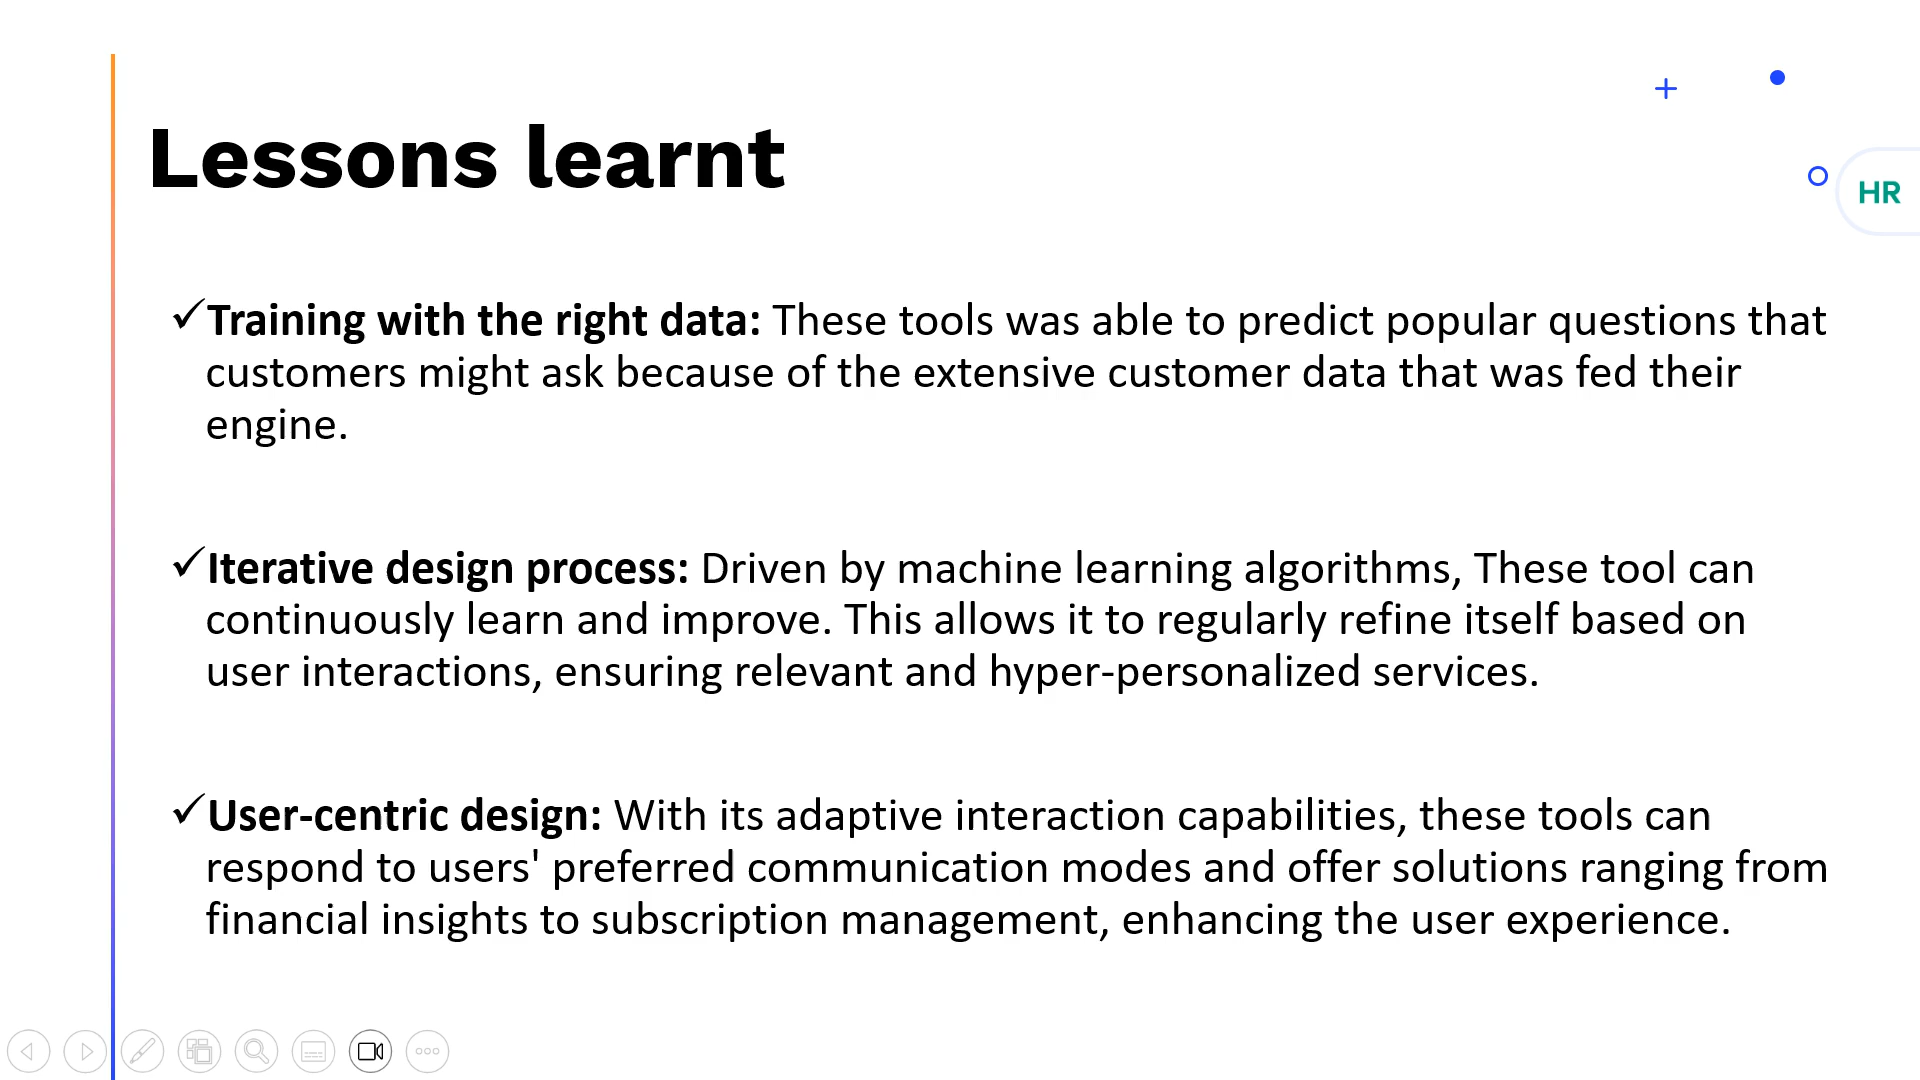 Lessons learnt
HR
✓Training with the right data: These tools was able to predict popular questions that
customers might ask because of the extensive customer data that was fed their
engine.
✓Iterative design process: Driven by machine learning algorithms, These tool can
continuously learn and improve. This allows it to regularly refine itself based on
user interactions, ensuring relevant and hyper-personalized services.
✓User-centric design: With its adaptive interaction capabilities, these tools can
respond to users' preferred communication modes and offer solutions ranging from
financial insights to subscription management, enhancing the user experience.